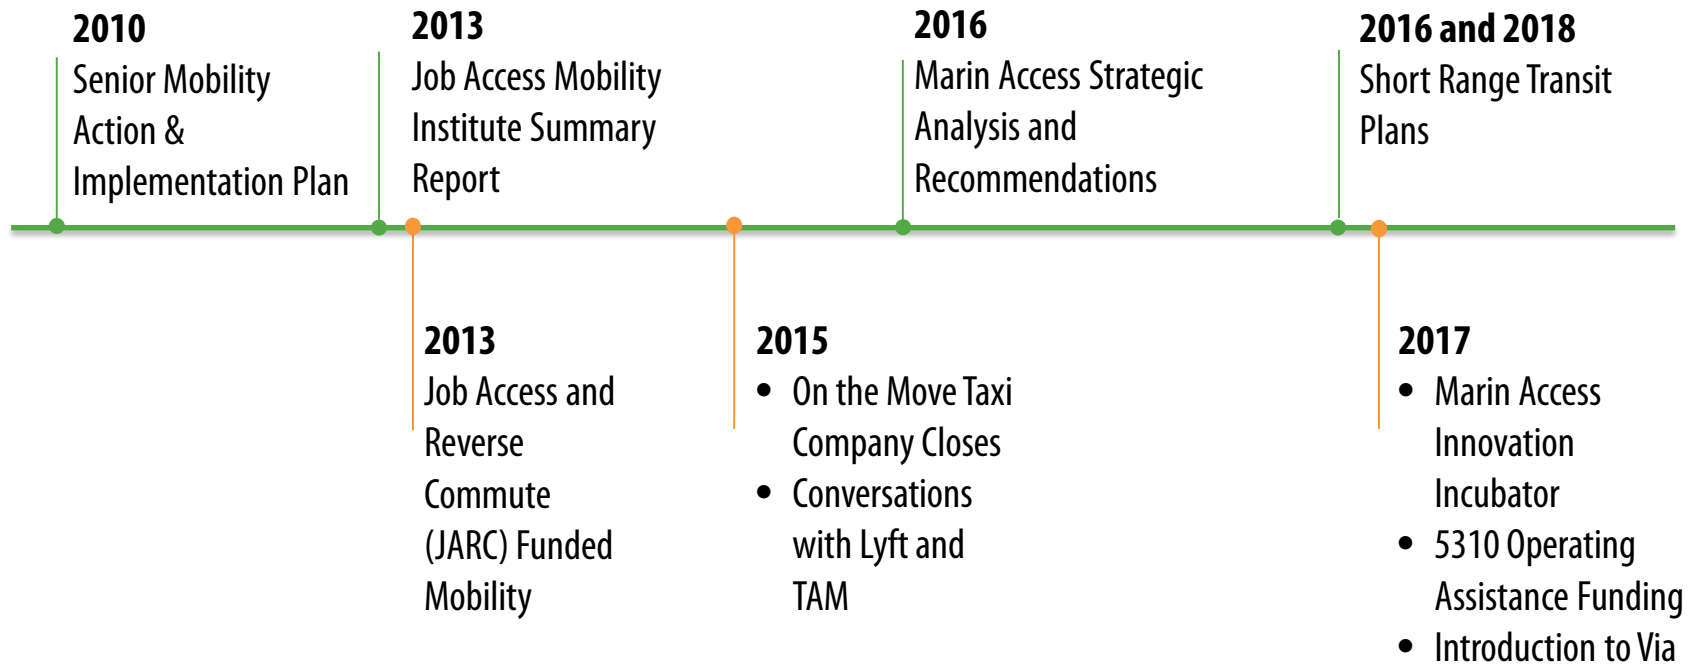 2010
Senior Mobility
Action &
Implementation Plan
2013
Job Access Mobility
Institute Summary
Report
2016
Marin Access Strategic
Analysis and
Recommendations
2016 and 2018
Short Range Transit
Plans
2013
Job Access and
Reverse
Commute
(JARC) Funded
Mobility
2015
• On the Move Taxi
Company Closes
• Conversations
with Lyft and
TAM
2017
• Marin Access
Innovation
Incubator
• 5310 Operating
Assistance Funding
• Introduction to Via